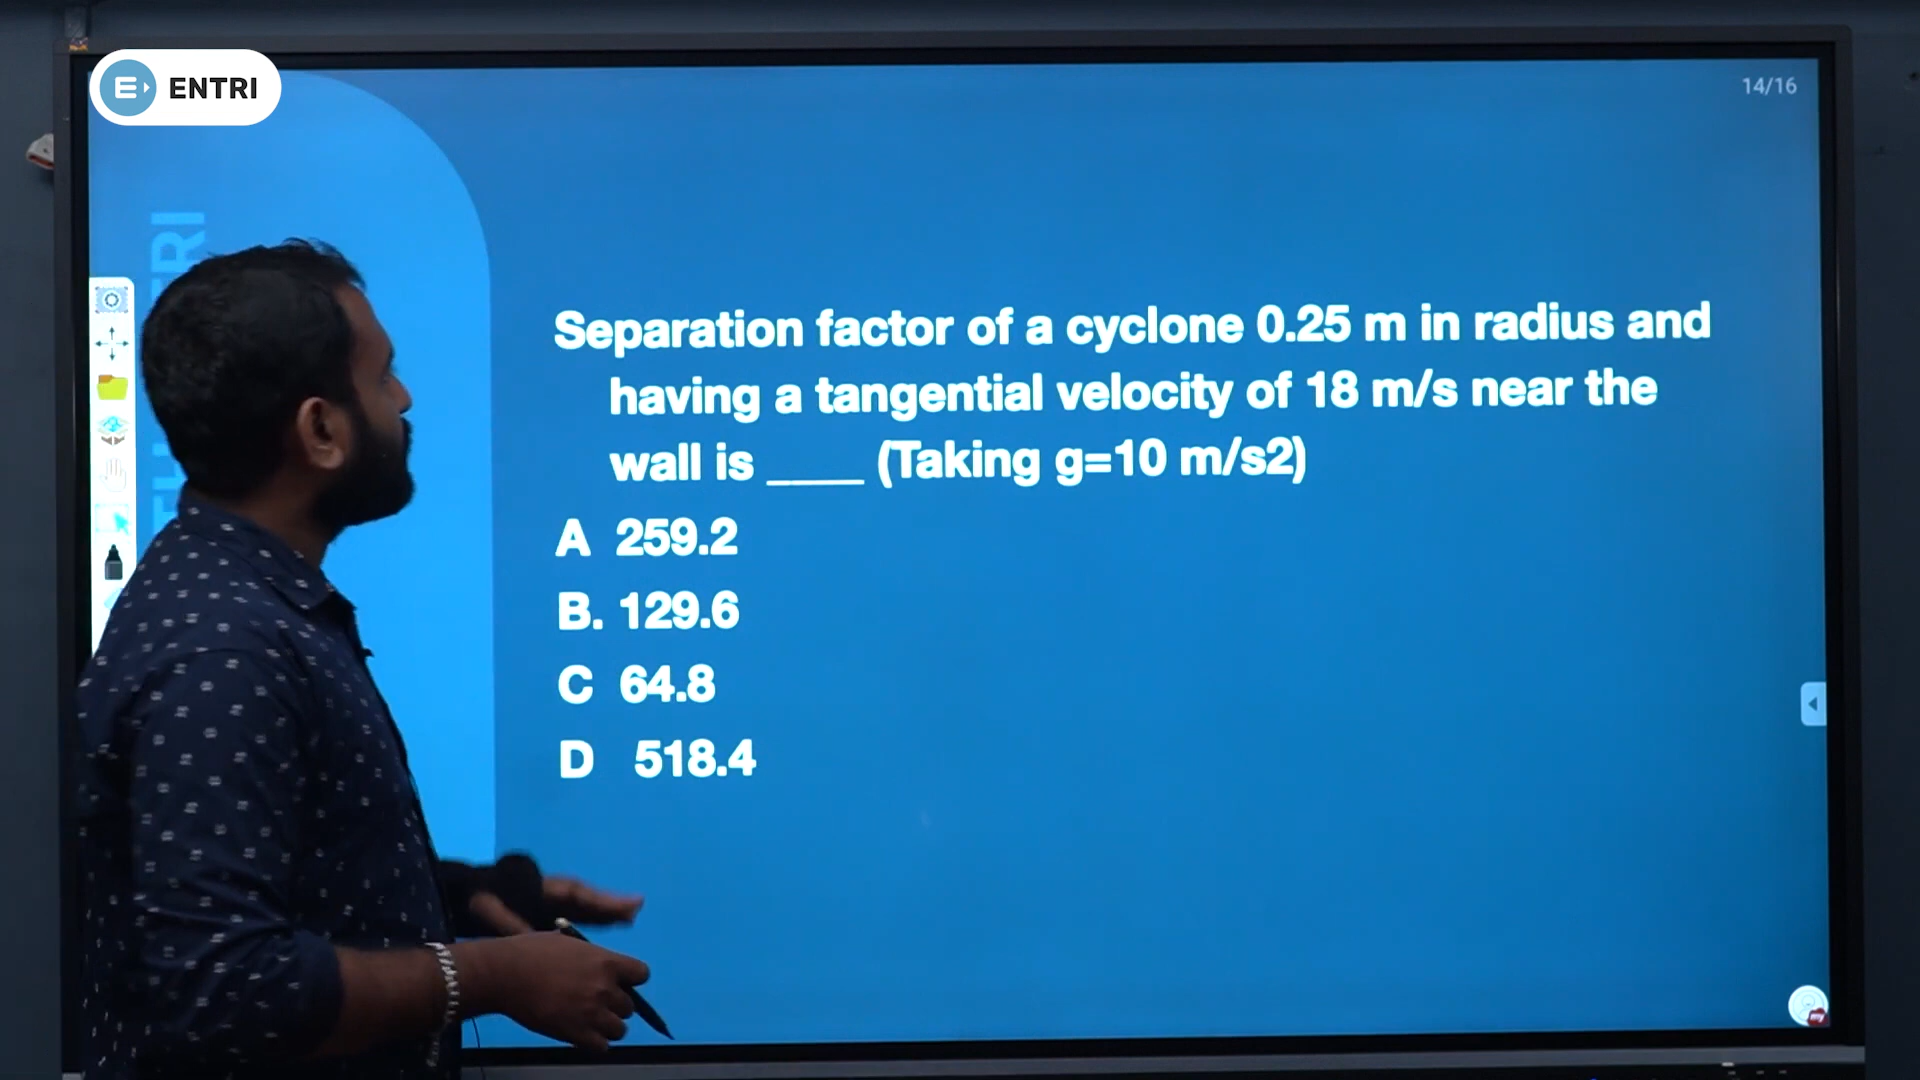 ENTRI
14/16
Separation factor of a cyclone 0.25 m in radius and
having a tangential velocity of 18 m/s near the
wall is ____ (Taking g=10 m/s2)
A 259.2
B. 129.6
C 64.8
D 518.4